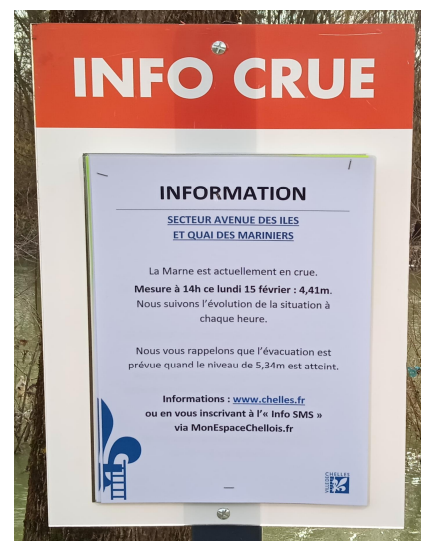 INFO CRUE
INFORMATION
SECTEUR AVENUE DES ILES
ET QUAI DES MARINIERS
La Marne est actuellement en crue.
Mesure à 14h ce lundi 15 février : 4,41m.
Nous suivons l'évolution de la situation à
chaque heure.
Nous vous rappelons que l'évacuation est
prévue quand le niveau de 5,34m est atteint.
Informations : www.chelles.fr
ou en vous inscrivant à l'« Info SMS »
via MonEspaceChellois.fr
VILLE DE
CHELLES